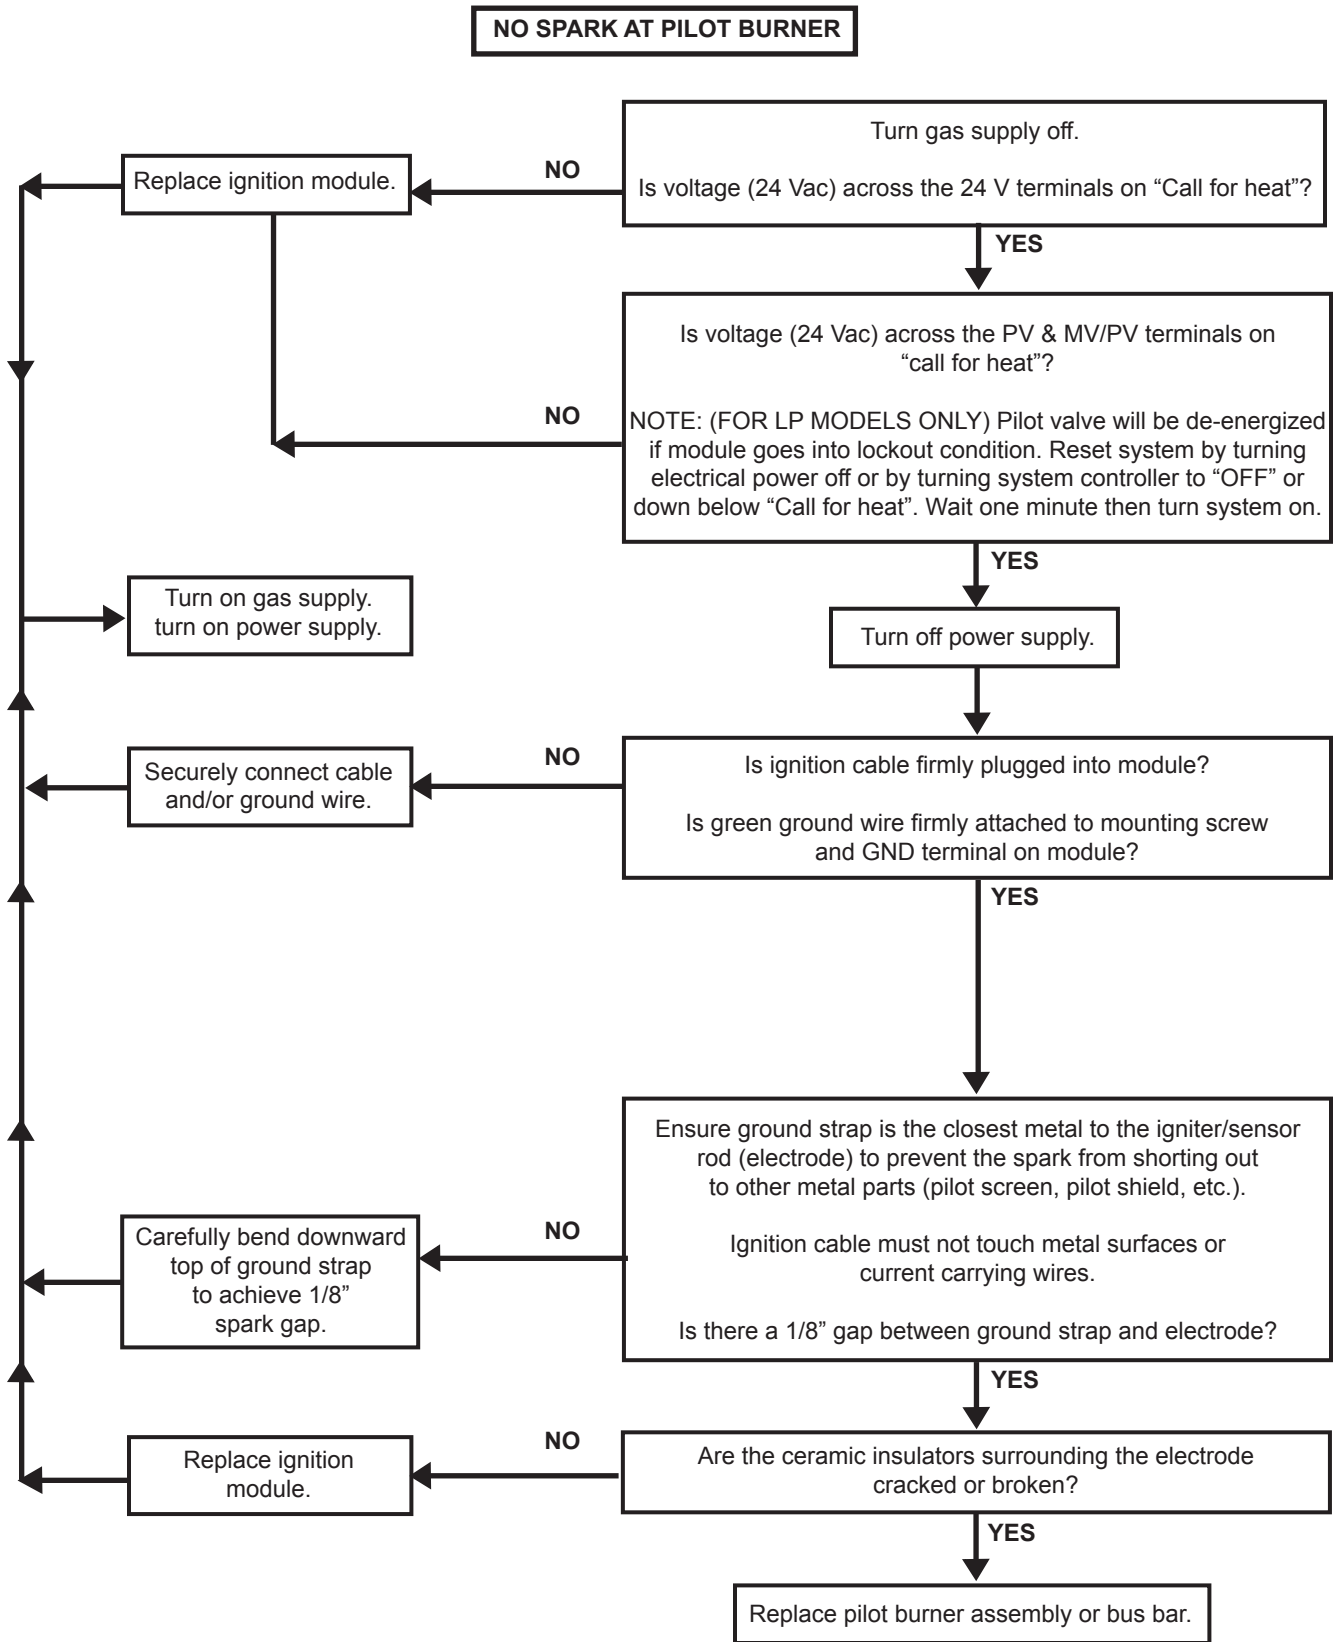 NO SPARK AT PILOT BURNER
Turn gas supply off.
Is voltage (24 Vac) across the 24 V terminals on “Call for heat”?
NO
Replace ignition module.
YES
Is voltage (24 Vac) across the PV & MV/PV terminals on
“call for heat”?
NOTE: (FOR LP MODELS ONLY) Pilot valve will be de-energized
if module goes into lockout condition. Reset system by turning
electrical power off or by turning system controller to “OFF” or
down below “Call for heat”. Wait one minute then turn system on.
NO
YES
Turn on gas supply.
turn on power supply.
Turn off power supply.
Is ignition cable firmly plugged into module?
Is green ground wire firmly attached to mounting screw
and GND terminal on module?
NO
Securely connect cable
and/or ground wire.
YES
Ensure ground strap is the closest metal to the igniter/sensor
rod (electrode) to prevent the spark from shorting out
to other metal parts (pilot screen, pilot shield, etc.).
Ignition cable must not touch metal surfaces or
current carrying wires.
Is there a 1/8” gap between ground strap and electrode?
NO
Carefully bend downward
top of ground strap
to achieve 1/8”
spark gap.
YES
Are the ceramic insulators surrounding the electrode
cracked or broken?
NO
Replace ignition
module.
YES
Replace pilot burner assembly or bus bar.